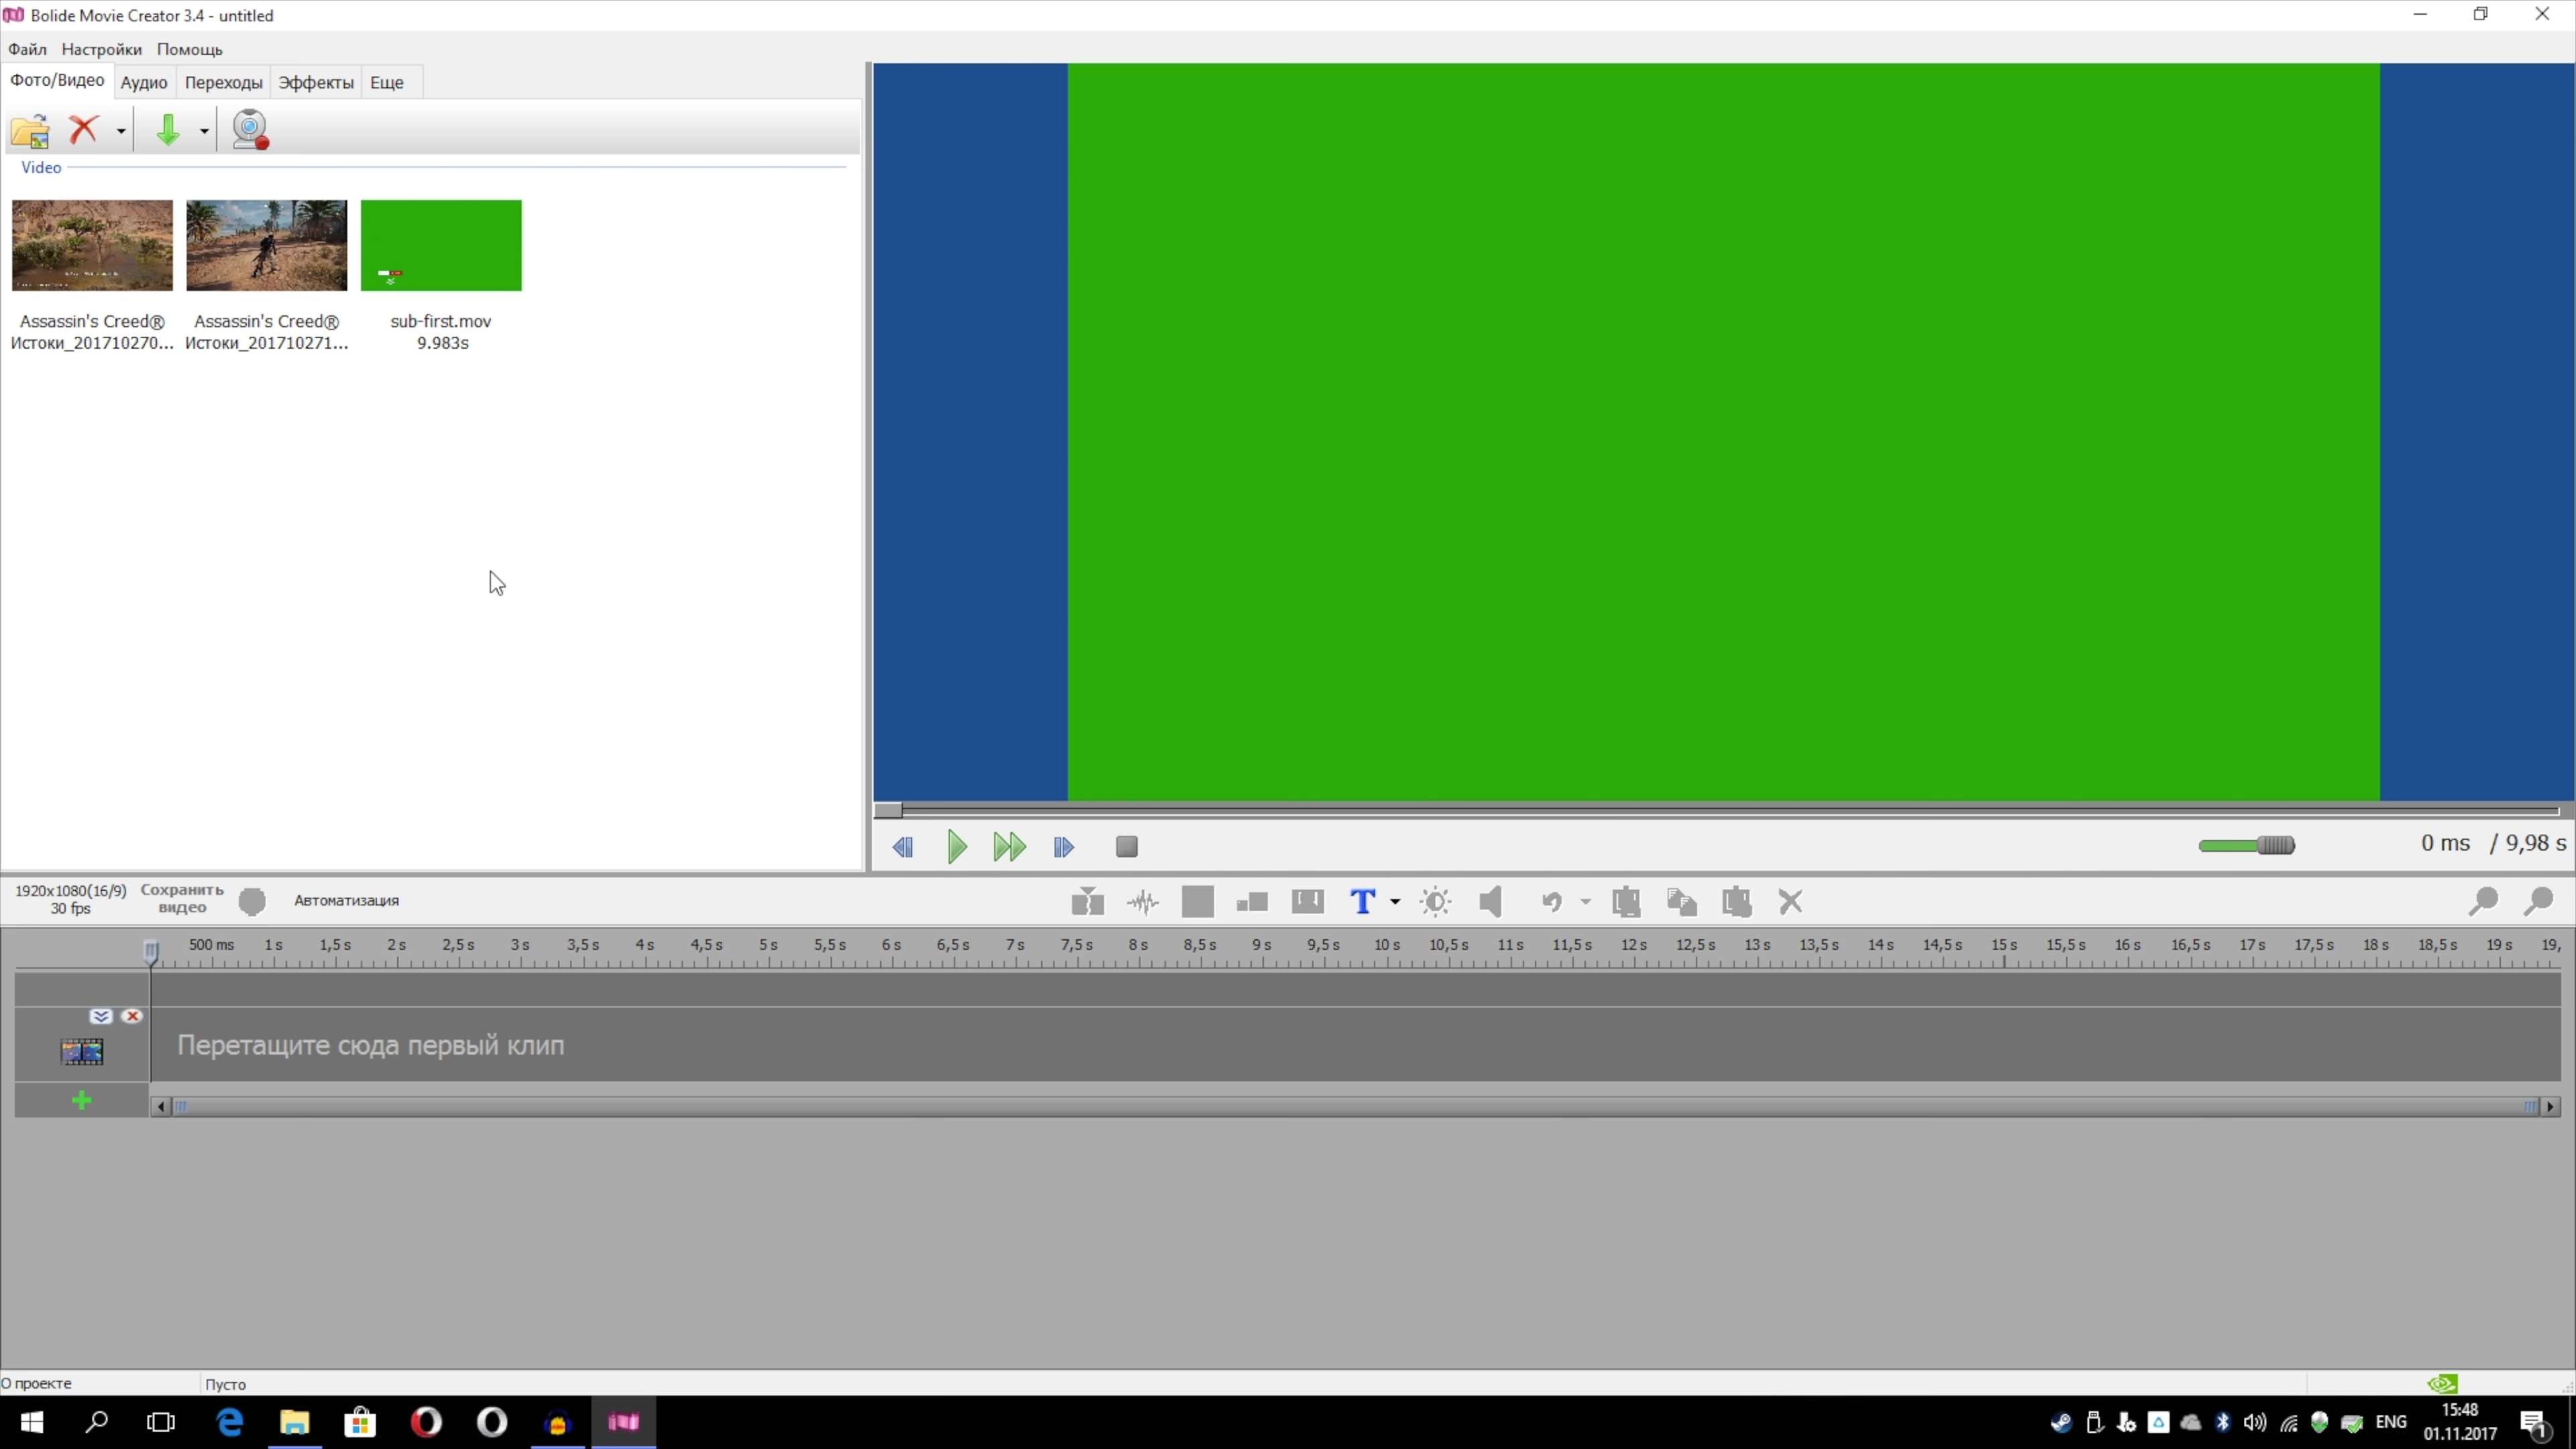 Bolide Movie Creator 3.4 - untitled
Файл Настройки Помощь
Фото/Видео Аудио Переходы Эффекты Еще
Video
Assassin's Creed® Assassin's Creed® sub-first.mov
Истоки_201710270... Истоки_201710271... 9.983s
0 ms / 9,98 s
1920x1080(16/9) Сохранить
30 fps видео
Автоматизация
T
500 ms 1 s 1,5 s 2 s 2,5 s 3 s 3,5 s 4 s 4,5 s 5 s 5,5 s 6 s 6,5 s 7 s 7,5 s 8 s 8,5 s 9 s 9,5 s 10 s 10,5 s 11 s 11,5 s 12 s 12,5 s 13 s 13,5 s 14 s 14,5 s 15 s 15,5 s 16 s 16,5 s 17 s 17,5 s 18 s 18,5 s 19 s 19,
Перетащите сюда первый клип
О проекте Пусто
ENG 15:48
01.11.2017
1